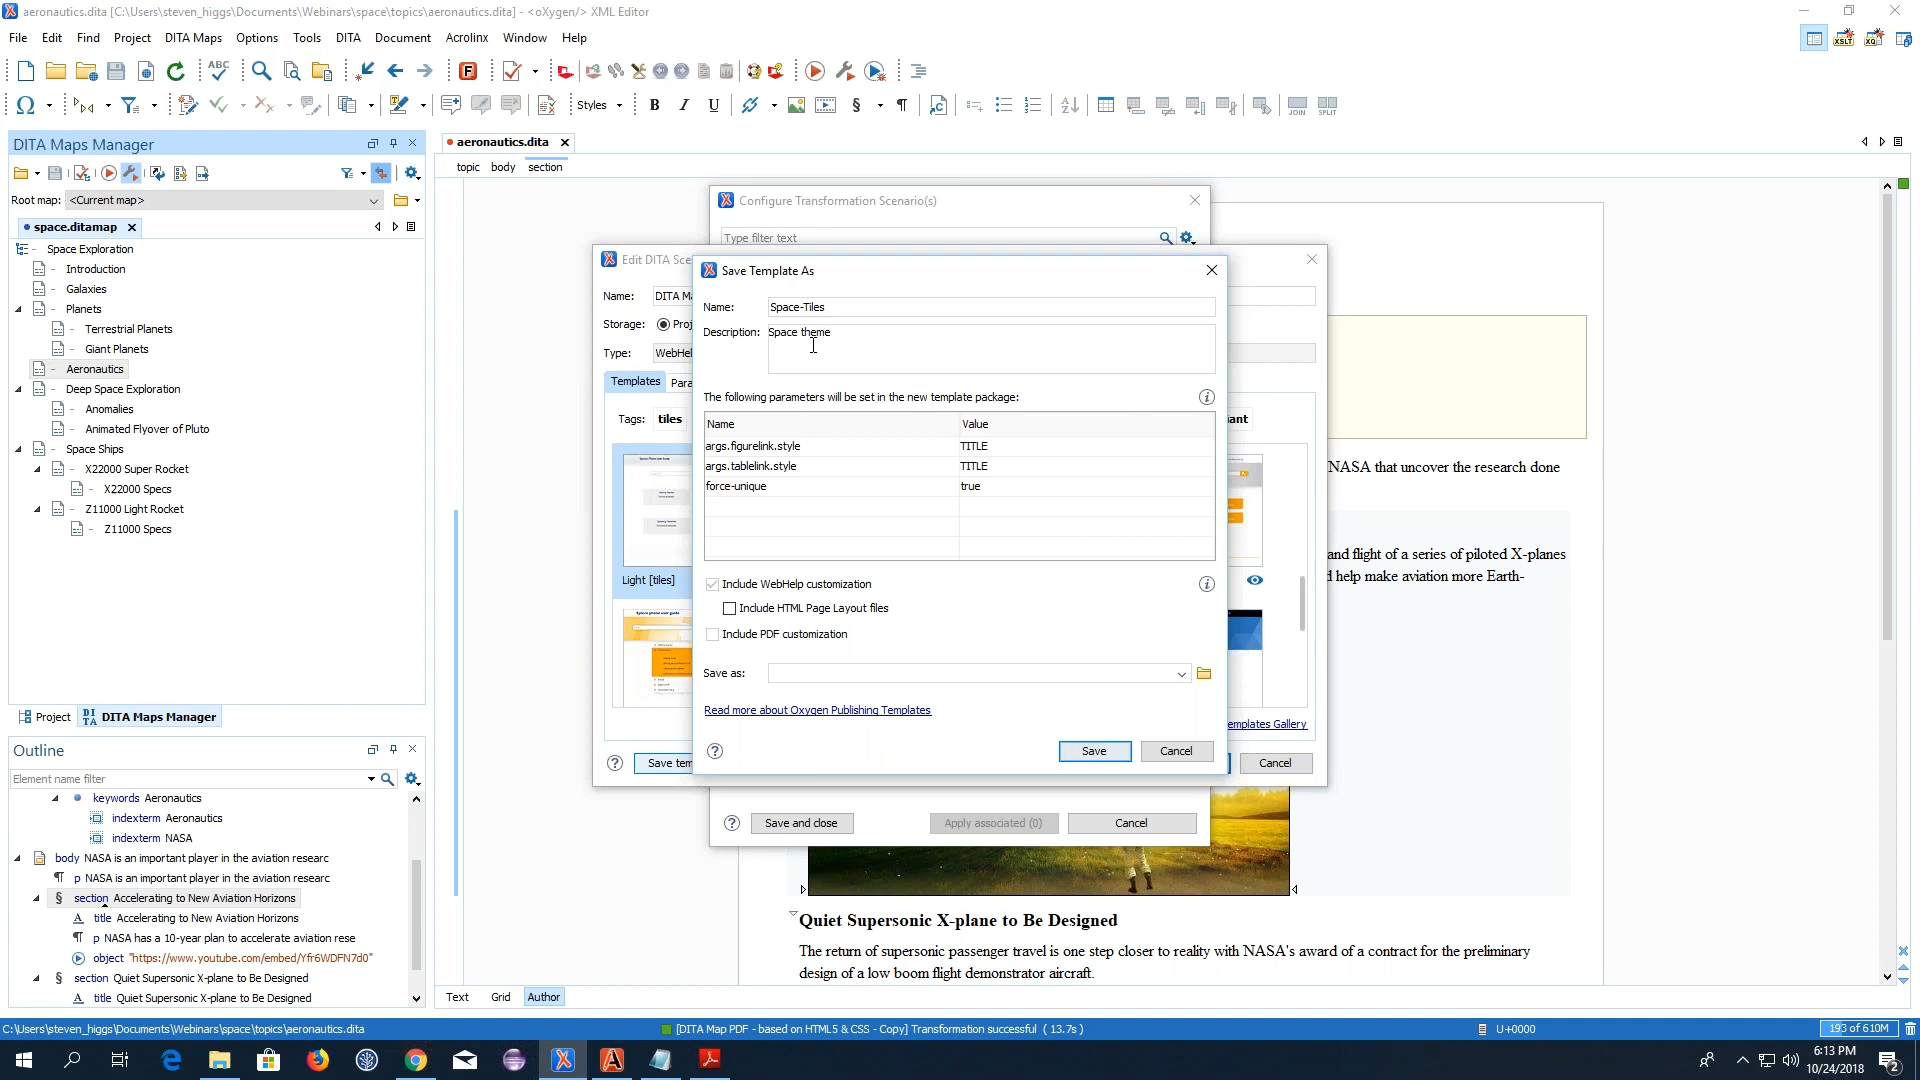 aeronautics.dita [C:\Users\steven_higgs\Documents\Webinars\space\topics\aeronautics.dita] - <oXygen/> XML Editor
File Edit Find Project DITA Maps Options Tools DITA Document Acrolinx Window Help
Styles B I U
JOIN SPLIT
DITA Maps Manager
Root map: <Current map>
space.ditamap
Space Exploration
Introduction
Galaxies
Planets
Terrestrial Planets
Giant Planets
Aeronautics
Deep Space Exploration
Anomalies
Animated Flyover of Pluto
Space Ships
X22000 Super Rocket
X22000 Specs
Z11000 Light Rocket
Z11000 Specs
Project DITA Maps Manager
Outline
Element name filter
keywords Aeronautics
indexterm Aeronautics
indexterm NASA
body NASA is an important player in the aviation researc
p NASA is an important player in the aviation researc
section Accelerating to New Aviation Horizons
title Accelerating to New Aviation Horizons
p NASA has a 10-year plan to accelerate aviation rese
object "https://www.youtube.com/embed/Yfr6WDFN7d0"
section Quiet Supersonic X-plane to Be Designed
title Quiet Supersonic X-plane to Be Designed
aeronautics.dita
topic body section
Configure Transformation Scenario(s)
Type filter text
Edit DITA Sce
Name: DITA M
Storage: Proj
Type: WebHel
Templates Para
Tags: tiles
Light [tiles]
Save tem
iant
emplates Gallery
Cancel
Save Template As
Name: Space-Tiles
Description: Space theme
The following parameters will be set in the new template package:
Name Value
args.figurelink.style TITLE
args.tablelink.style TITLE
force-unique true
Include WebHelp customization
Include HTML Page Layout files
Include PDF customization
Save as:
Read more about Oxygen Publishing Templates
Save Cancel
Save and close Apply associated (0) Cancel
NASA that uncover the research done
and flight of a series of piloted X-planes
help make aviation more Earth-
Quiet Supersonic X-plane to Be Designed
The return of supersonic passenger travel is one step closer to reality with NASA's award of a contract for the preliminary
design of a low boom flight demonstrator aircraft.
Text Grid Author
C:\Users\steven_higgs\Documents\Webinars\space\topics\aeronautics.dita [DITA Map PDF - based on HTML5 & CSS - Copy] Transformation successful ( 13.7s ) U+0000 193 of 610M
6:13 PM
10/24/2018
2